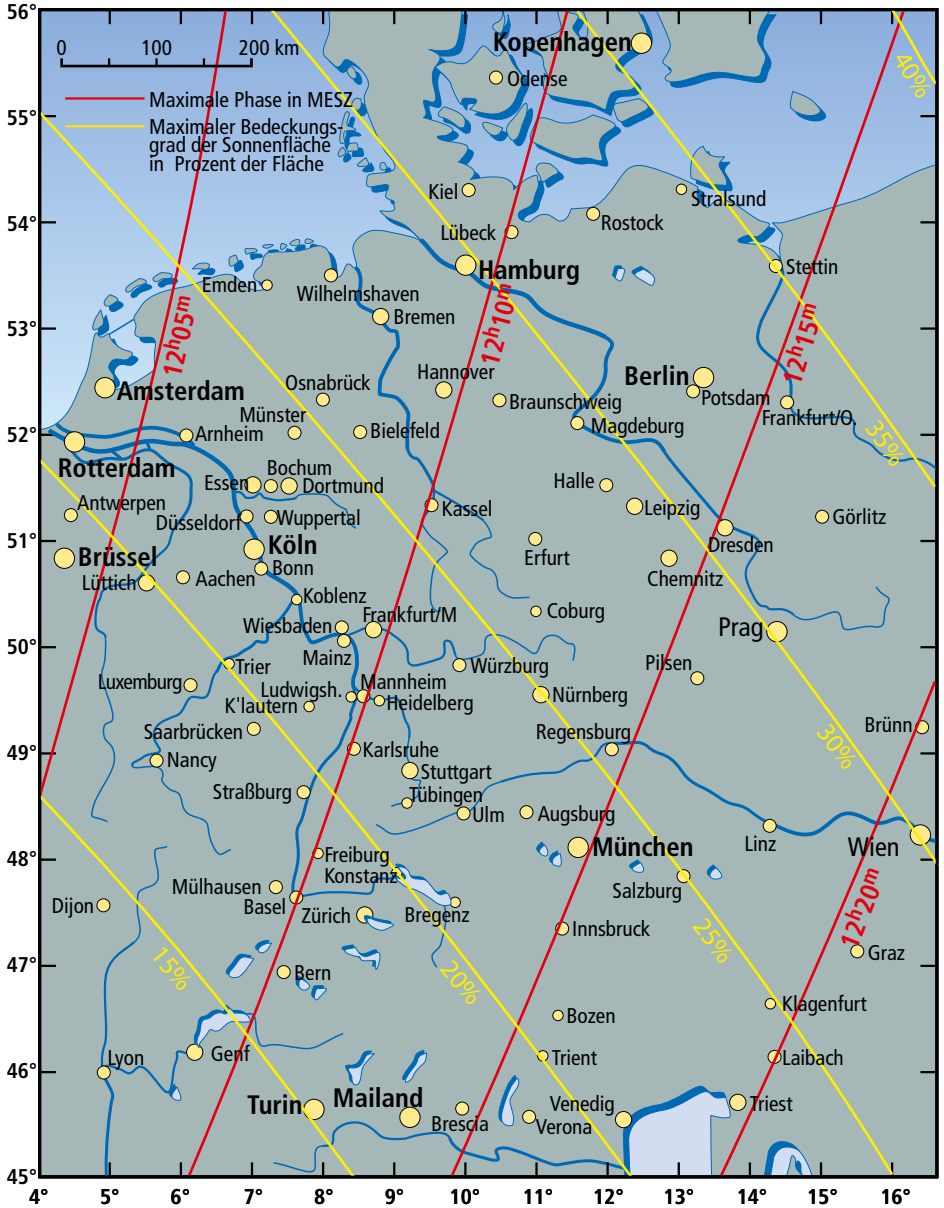 56°
55°
54°
53°
52°
51°
50°
49°
48°
47°
46°
45°
0 100 200 km
Maximale Phase in MESZ
Maximaler Bedeckungs-
grad der Sonnenfläche
in Prozent der Fläche
Kopenhagen
40%
Odense
Kiel
Stralsund
Rostock
Lübeck
Hamburg
Stettin
Emden
Wilhelmshaven
Bremen
12h05m
12h10m
12h15m
Hannover
Berlin
Osnabrück
Amsterdam
Potsdam
Braunschweig
Münster
Frankfurt/O
Arnheim
Bielefeld
Magdeburg
35%
Rotterdam
Bochum
Essen
Dortmund
Halle
Antwerpen
Kassel
Leipzig
Düsseldorf
Wuppertal
Görlitz
Köln
Dresden
Brüssel
Erfurt
Bonn
Lüttich
Aachen
Chemnitz
Koblenz
Coburg
Frankfurt/M
Wiesbaden
Prag
Mainz
Trier
Würzburg
Pilsen
Luxemburg
Ludwigsh.
Mannheim
K'lautern
Heidelberg
Nürnberg
Saarbrücken
Regensburg
Brünn
Nancy
Karlsruhe
30%
Stuttgart
Straßburg
Tübingen
Ulm
Augsburg
Linz
München
Wien
Freiburg
Konstanz
Mülhausen
Salzburg
Dijon
Basel
Zürich
Bregenz
12h20m
Innsbruck
25%
Graz
15%
Bern
20%
Klagenfurt
Bozen
Lyon
Genf
Trient
Laibach
Turin
Mailand
Venedig
Triest
Brescia
Verona
4° 5° 6° 7° 8° 9° 10° 11° 12° 13° 14° 15° 16°